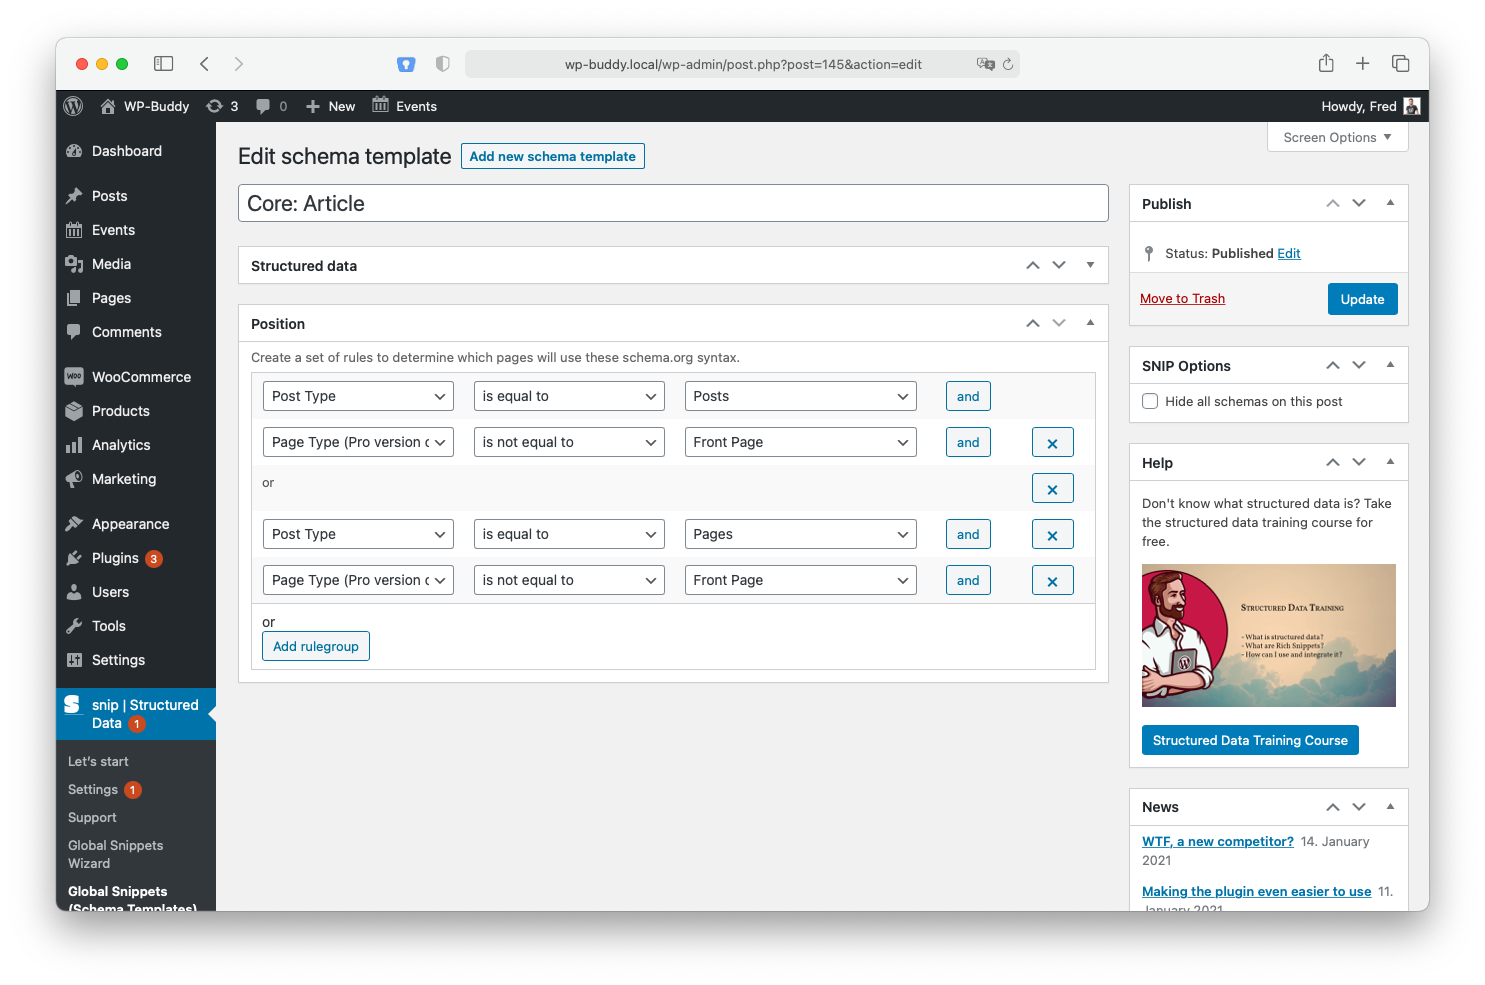 wp-buddy.local/wp-admin/post.php?post=145&action=edit
WP-Buddy 3 0 New Events Howdy, Fred
Screen Options
Dashboard
Posts
Events
Media
Pages
Comments
WooCommerce
Products
Analytics
Marketing
Appearance
Plugins 3
Users
Tools
Settings
snip | Structured
Data 1
Let's start
Settings 1
Support
Global Snippets
Wizard
Global Snippets
(Schema Templates)
Edit schema template Add new schema template
Core: Article
Structured data
Position
Create a set of rules to determine which pages will use these schema.org syntax.
Post Type is equal to Posts and
Page Type (Pro version o is not equal to Front Page and
or
Post Type is equal to Pages and
Page Type (Pro version o is not equal to Front Page and
or
Add rulegroup
Publish
Status: Published Edit
Move to Trash Update
SNIP Options
Hide all schemas on this post
Help
Don't know what structured data is? Take
the structured data training course for
free.
Structured Data Training
- What is structured data?
- What are Rich Snippets?
- How can I use and integrate it?
Structured Data Training Course
News
WTF, a new competitor? 14. January
2021
Making the plugin even easier to use 11.
January 2021